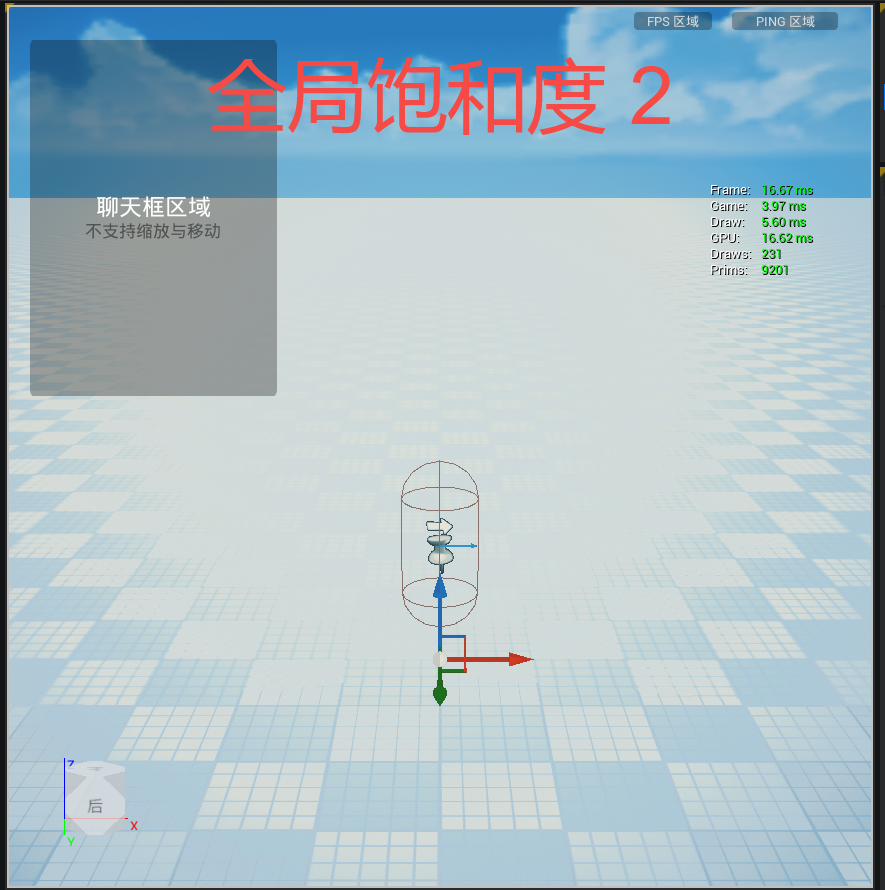 FPS 区域
PING 区域
全局饱和度 2
聊天框区域
不支持缩放与移动
Frame: 16.67 ms
Game: 3.97 ms
Draw: 5.60 ms
GPU: 16.62 ms
Draws: 231
Prims: 9201
Z
后
X
Y